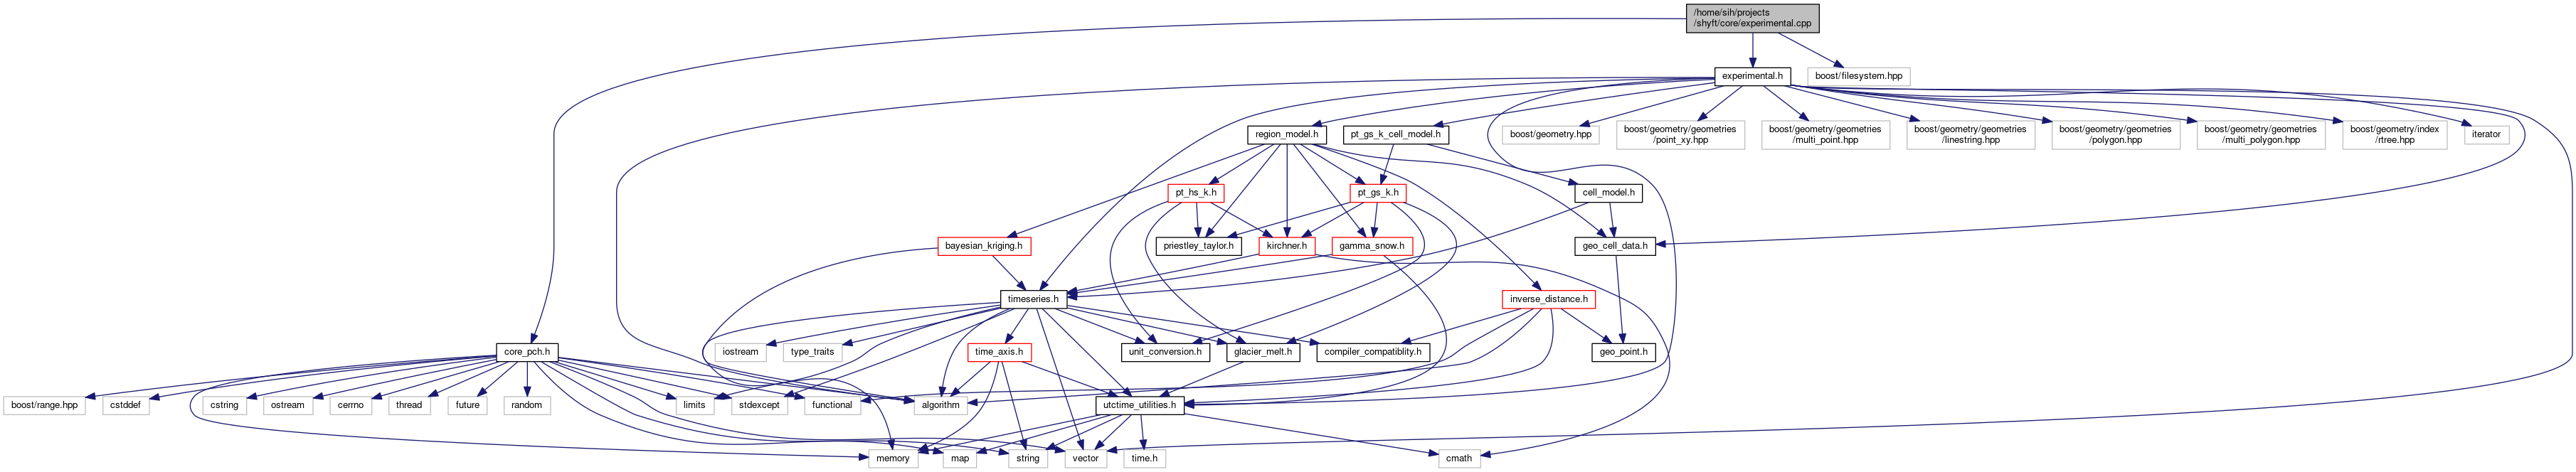 /home/sih/projects
/shyft/core/experimental.cpp
experimental.h
boost/filesystem.hpp
region_model.h
pt_gs_k_cell_model.h
boost/geometry.hpp
boost/geometry/geometries
/point_xy.hpp
boost/geometry/geometries
/multi_point.hpp
boost/geometry/geometries
/linestring.hpp
boost/geometry/geometries
/polygon.hpp
boost/geometry/geometries
/multi_polygon.hpp
boost/geometry/index
/rtree.hpp
iterator
pt_hs_k.h
pt_gs_k.h
cell_model.h
bayesian_kriging.h
priestley_taylor.h
kirchner.h
gamma_snow.h
geo_cell_data.h
timeseries.h
inverse_distance.h
core_pch.h
iostream
type_traits
time_axis.h
unit_conversion.h
glacier_melt.h
compiler_compatiblity.h
geo_point.h
boost/range.hpp
cstddef
cstring
ostream
cerrno
thread
future
random
limits
stdexcept
functional
algorithm
utctime_utilities.h
memory
map
string
vector
time.h
cmath